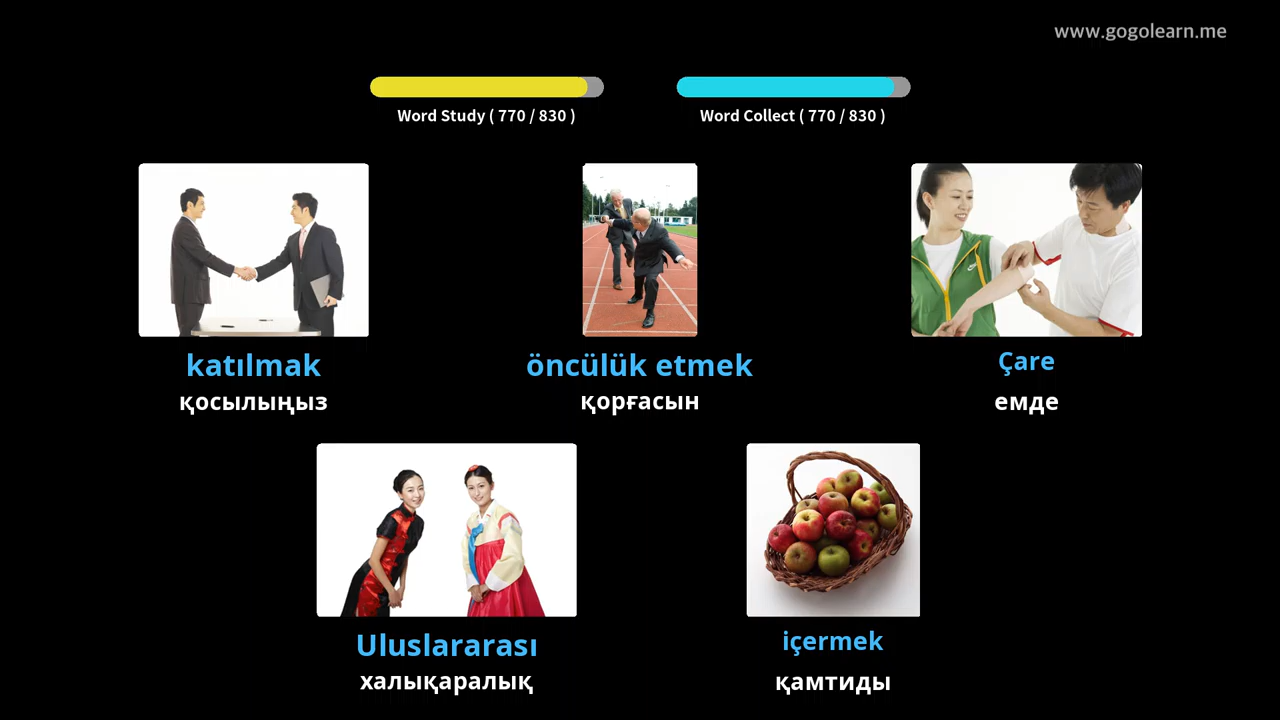 www.gogolearn.me
Word Study ( 770 / 830 )
Word Collect ( 770 / 830 )
katılmak
қосылыңыз
öncülük etmek
қорғасын
Çare
емде
Uluslararası
халықаралық
içermek
қамтиды